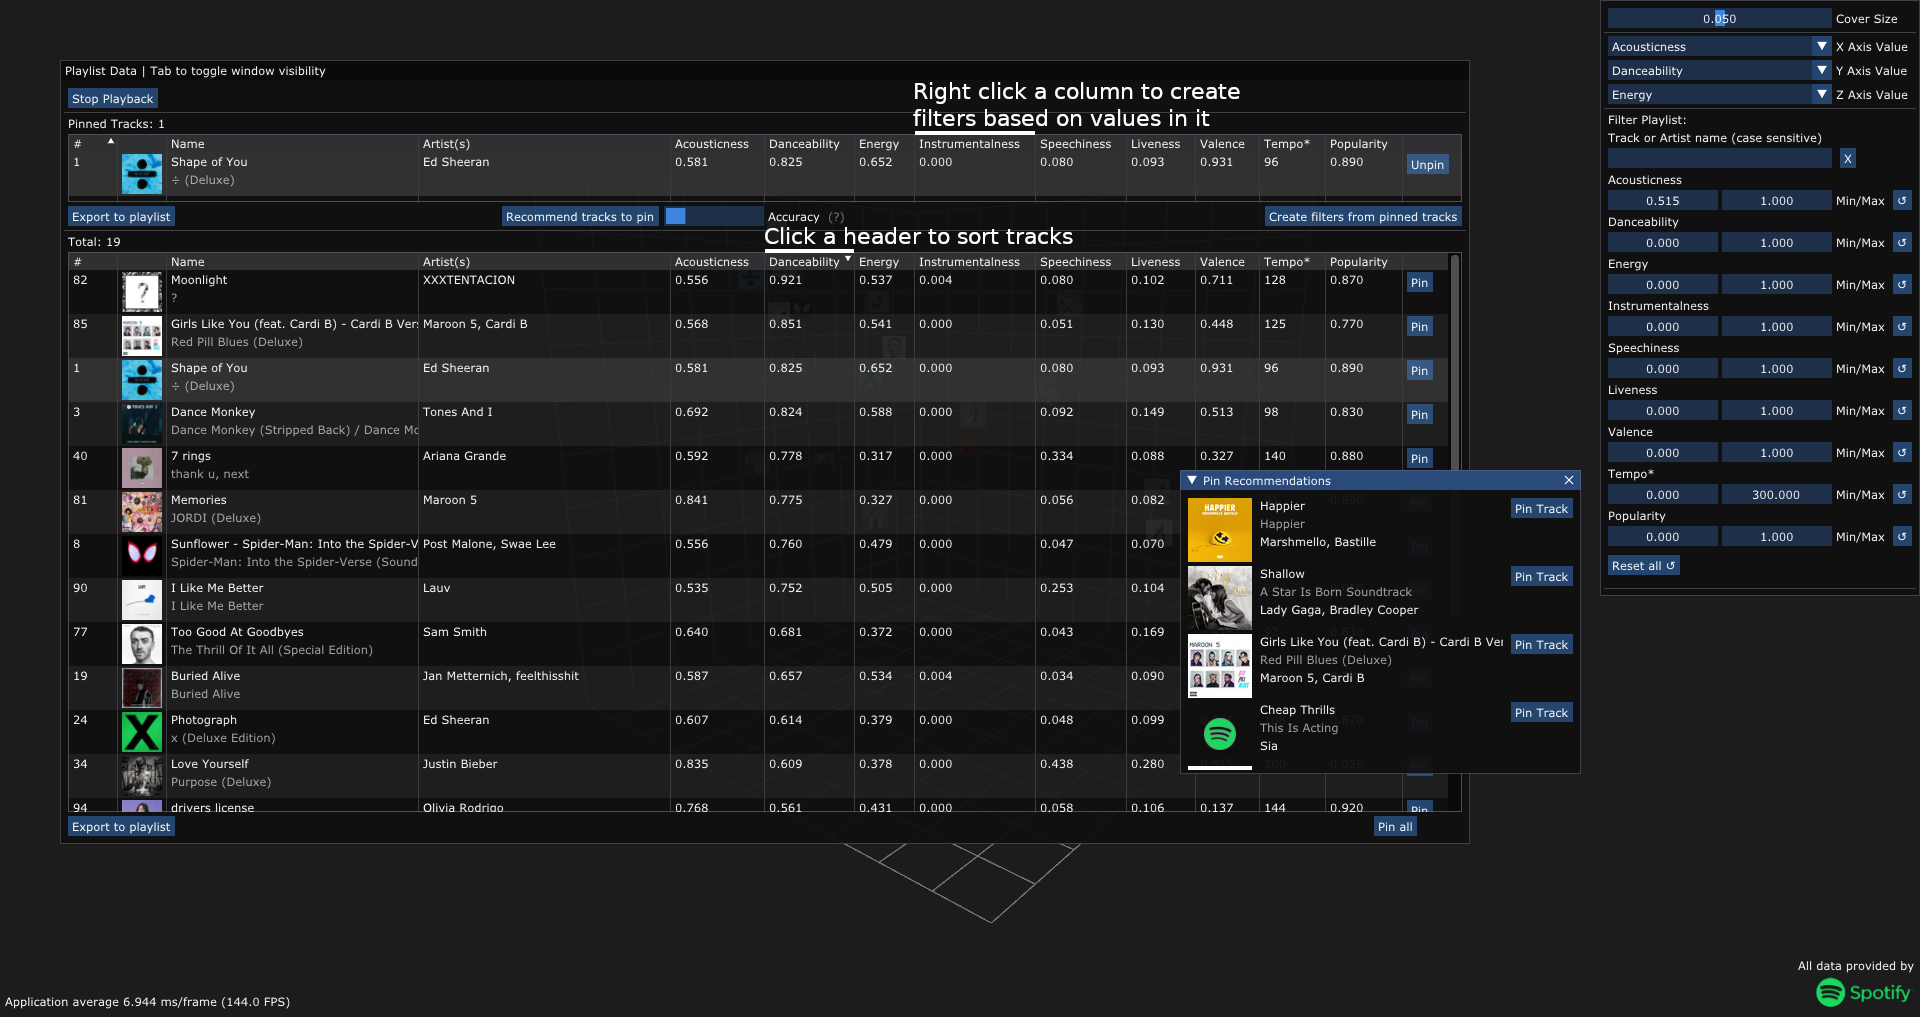 0.050 Cover Size
Acousticness X Axis Value
Danceability Y Axis Value
Energy Z Axis Value
Filter Playlist:
Track or Artist name (case sensitive)
X
Acousticness
0.515 1.000 Min/Max ↺
Danceability
0.000 1.000 Min/Max ↺
Energy
0.000 1.000 Min/Max ↺
Instrumentalness
0.000 1.000 Min/Max ↺
Speechiness
0.000 1.000 Min/Max ↺
Liveness
0.000 1.000 Min/Max ↺
Valence
0.000 1.000 Min/Max ↺
Tempo*
0.000 300.000 Min/Max ↺
Popularity
0.000 1.000 Min/Max ↺
Reset all ↺
Playlist Data | Tab to toggle window visibility
Stop Playback
Right click a column to create
filters based on values in it
Pinned Tracks: 1
# Name Artist(s) Acousticness Danceability Energy Instrumentalness Speechiness Liveness Valence Tempo* Popularity
1 Shape of You Ed Sheeran 0.581 0.825 0.652 0.000 0.080 0.093 0.931 96 0.890 Unpin
÷ (Deluxe)
Export to playlist Recommend tracks to pin Accuracy (?) Create filters from pinned tracks
Click a header to sort tracks
Total: 19
# Name Artist(s) Acousticness Danceability Energy Instrumentalness Speechiness Liveness Valence Tempo* Popularity
82 Moonlight XXXTENTACION 0.556 0.921 0.537 0.004 0.080 0.102 0.711 128 0.870 Pin
?
85 Girls Like You (feat. Cardi B) - Cardi B Ver Maroon 5, Cardi B 0.568 0.851 0.541 0.000 0.051 0.130 0.448 125 0.770 Pin
Red Pill Blues (Deluxe)
1 Shape of You Ed Sheeran 0.581 0.825 0.652 0.000 0.080 0.093 0.931 96 0.890 Pin
÷ (Deluxe)
3 Dance Monkey Tones And I 0.692 0.824 0.588 0.000 0.092 0.149 0.513 98 0.830 Pin
Dance Monkey (Stripped Back) / Dance Mo
40 7 rings Ariana Grande 0.592 0.778 0.317 0.000 0.334 0.088 0.327 140 0.880 Pin
thank u, next
81 Memories Maroon 5 0.841 0.775 0.327 0.000 0.056 0.082
JORDI (Deluxe)
8 Sunflower - Spider-Man: Into the Spider-V Post Malone, Swae Lee 0.556 0.760 0.479 0.000 0.047 0.070
Spider-Man: Into the Spider-Verse (Sound
90 I Like Me Better Lauv 0.535 0.752 0.505 0.000 0.253 0.104
I Like Me Better
77 Too Good At Goodbyes Sam Smith 0.640 0.681 0.372 0.000 0.043 0.169
The Thrill Of It All (Special Edition)
19 Buried Alive Jan Metternich, feelthisshit 0.587 0.657 0.534 0.004 0.034 0.090
Buried Alive
24 Photograph Ed Sheeran 0.607 0.614 0.379 0.000 0.048 0.099
x (Deluxe Edition)
34 Love Yourself Justin Bieber 0.835 0.609 0.378 0.000 0.438 0.280
Purpose (Deluxe)
94 drivers license Olivia Rodrigo 0.768 0.561 0.431 0.000 0.058 0.106 0.137 144 0.920 Pin
Export to playlist Pin all
Pin Recommendations
Happier Pin Track
Happier
Marshmello, Bastille
Shallow Pin Track
A Star Is Born Soundtrack
Lady Gaga, Bradley Cooper
Girls Like You (feat. Cardi B) - Cardi B Ver Pin Track
Red Pill Blues (Deluxe)
Maroon 5, Cardi B
Cheap Thrills Pin Track
This Is Acting
Sia
HAPPIER
MAROON 5
Application average 6.944 ms/frame (144.0 FPS)
All data provided by
Spotify